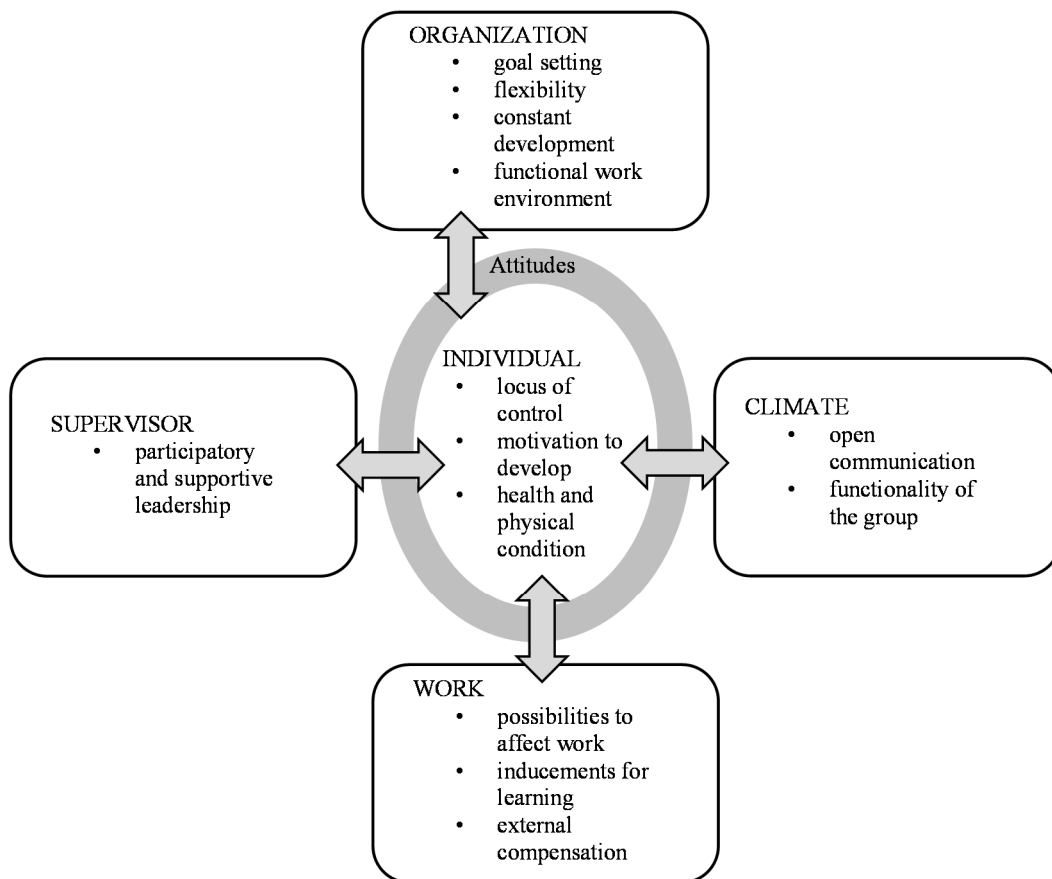 ORGANIZATION
• goal setting
• flexibility
• constant
development
• functional work
environment
Attitudes
INDIVIDUAL
• locus of
control
• motivation to
develop
• health and
physical
condition
SUPERVISOR
• participatory
and supportive
leadership
CLIMATE
• open
communication
• functionality of
the group
WORK
• possibilities to
affect work
• inducements for
learning
• external
compensation